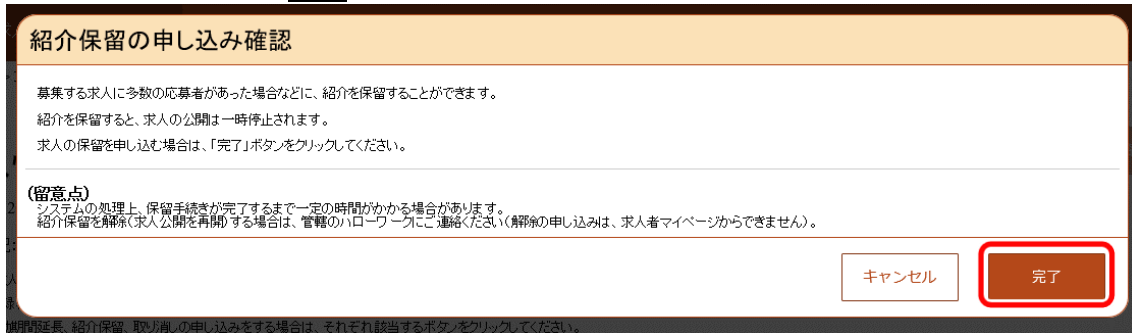 紹介保留の申し込み確認
募集する求人に多数の応募者があった場合などに、紹介を保留することができます。
紹介を保留すると、求人の公開は一時停止されます。
求人の保留を申し込む場合は、「完了」ボタンをクリックしてください。
(留意点)
システムの処理上、保留手続きが完了するまで一定の時間がかかる場合があります。
紹介保留を解除(求人公開を再開)する場合は、管轄のハローワークにご連絡ください(解除の申し込みは、求人者マイページからできません)。
キャンセル
完了
期間延長、紹介保留、取り消しの申し込みをする場合は、それぞれ該当するボタンをクリックしてください。